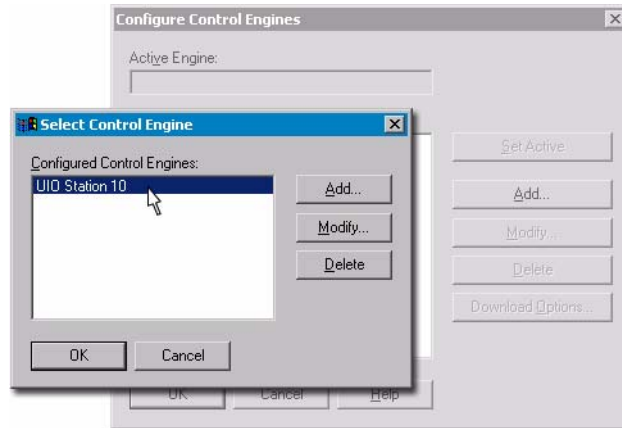 Configure Control Engines
Active Engine:
Select Control Engine
Configured Control Engines:
UIO Station 10
Add...
Modify...
Delete
OK
Cancel
Set Active
Add...
Modify...
Delete
Download Options...
OK
Cancel
Help